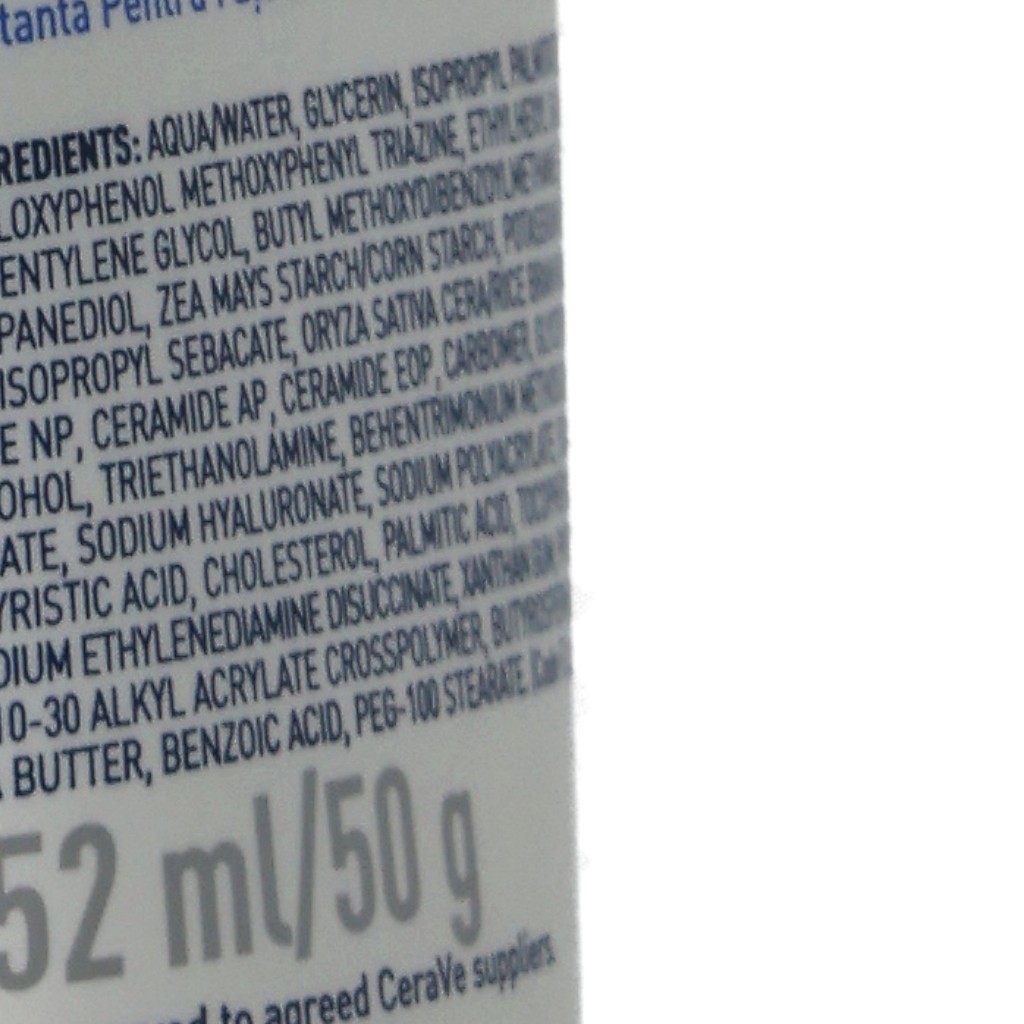 tanta Pentru
REDIENTS: AQUA/WATER, GLYCERIN, ISOPROPYL
LOXYPHENOL METHOXYPHENYL TRIAZINE,
ENTYLENE GLYCOL, BUTYL METHOXYDIBENZOYLMETHANE
PANEDIOL, ZEA MAYS STARCH/CORN STARCH,
ISOPROPYL SEBACATE, ORYZA SATIVA CERA/RICE BRAN
E NP, CERAMIDE AP, CERAMIDE EOP, CARBOMER,
OHOL, TRIETHANOLAMINE, BEHENTRIMONIUM
ATE, SODIUM HYALURONATE, SODIUM POLYACRYLATE,
YRISTIC ACID, CHOLESTEROL, PALMITIC ACID,
DIUM ETHYLENEDIAMINE DISUCCINATE, XANTHAN GUM,
10-30 ALKYL ACRYLATE CROSSPOLYMER,
BUTTER, BENZOIC ACID, PEG-100 STEARATE
52 ml/50 g
to agreed CeraVe suppliers